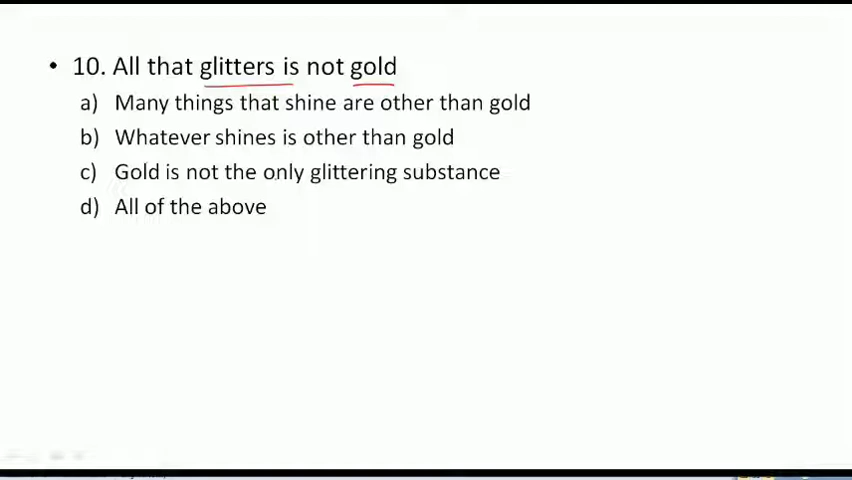 • 10. All that glitters is not gold
a) Many things that shine are other than gold
b) Whatever shines is other than gold
c) Gold is not the only glittering substance
d) All of the above